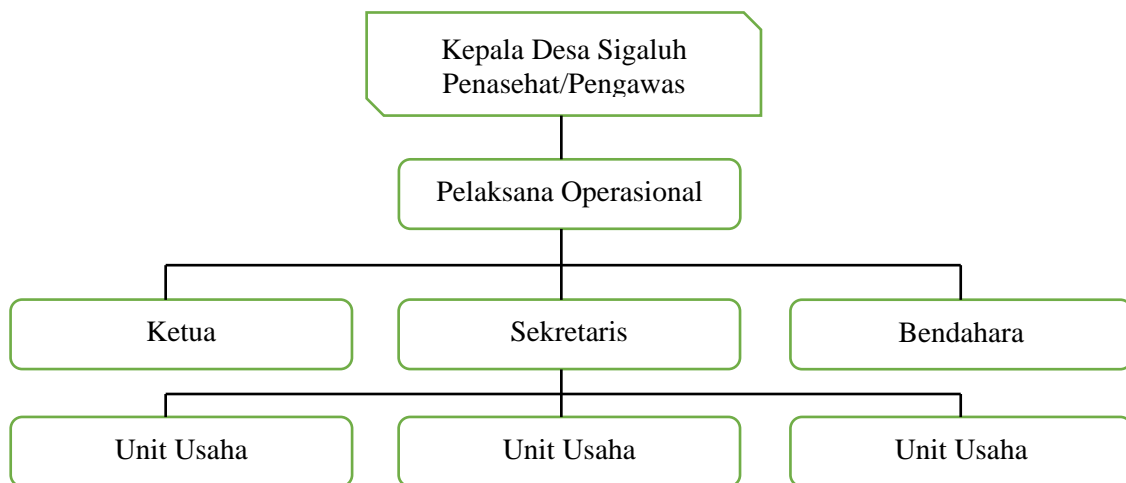 Kepala Desa Sigaluh
Penasehat/Pengawas
Pelaksana Operasional
Ketua
Sekretaris
Bendahara
Unit Usaha
Unit Usaha
Unit Usaha